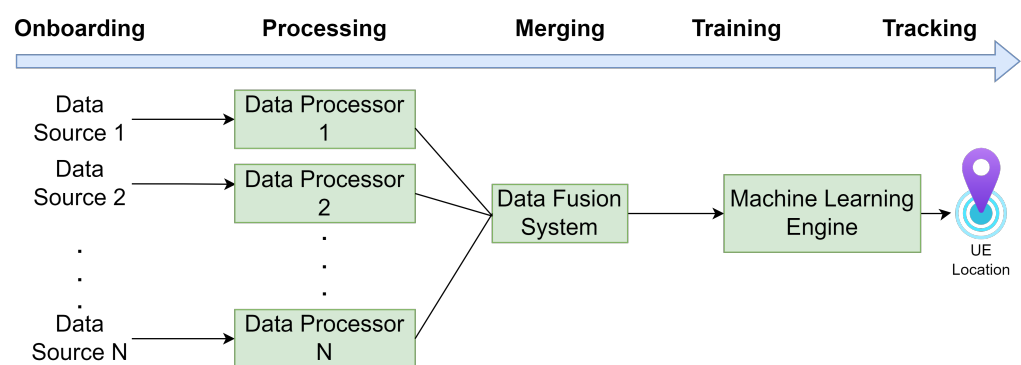 Onboarding Processing Merging Training Tracking
Data
Source 1
Data Processor
1
Data
Source 2
Data Processor
2
Data Fusion
System
Machine Learning
Engine
UE
Location
.
.
.
.
.
.
Data
Source N
Data Processor
N